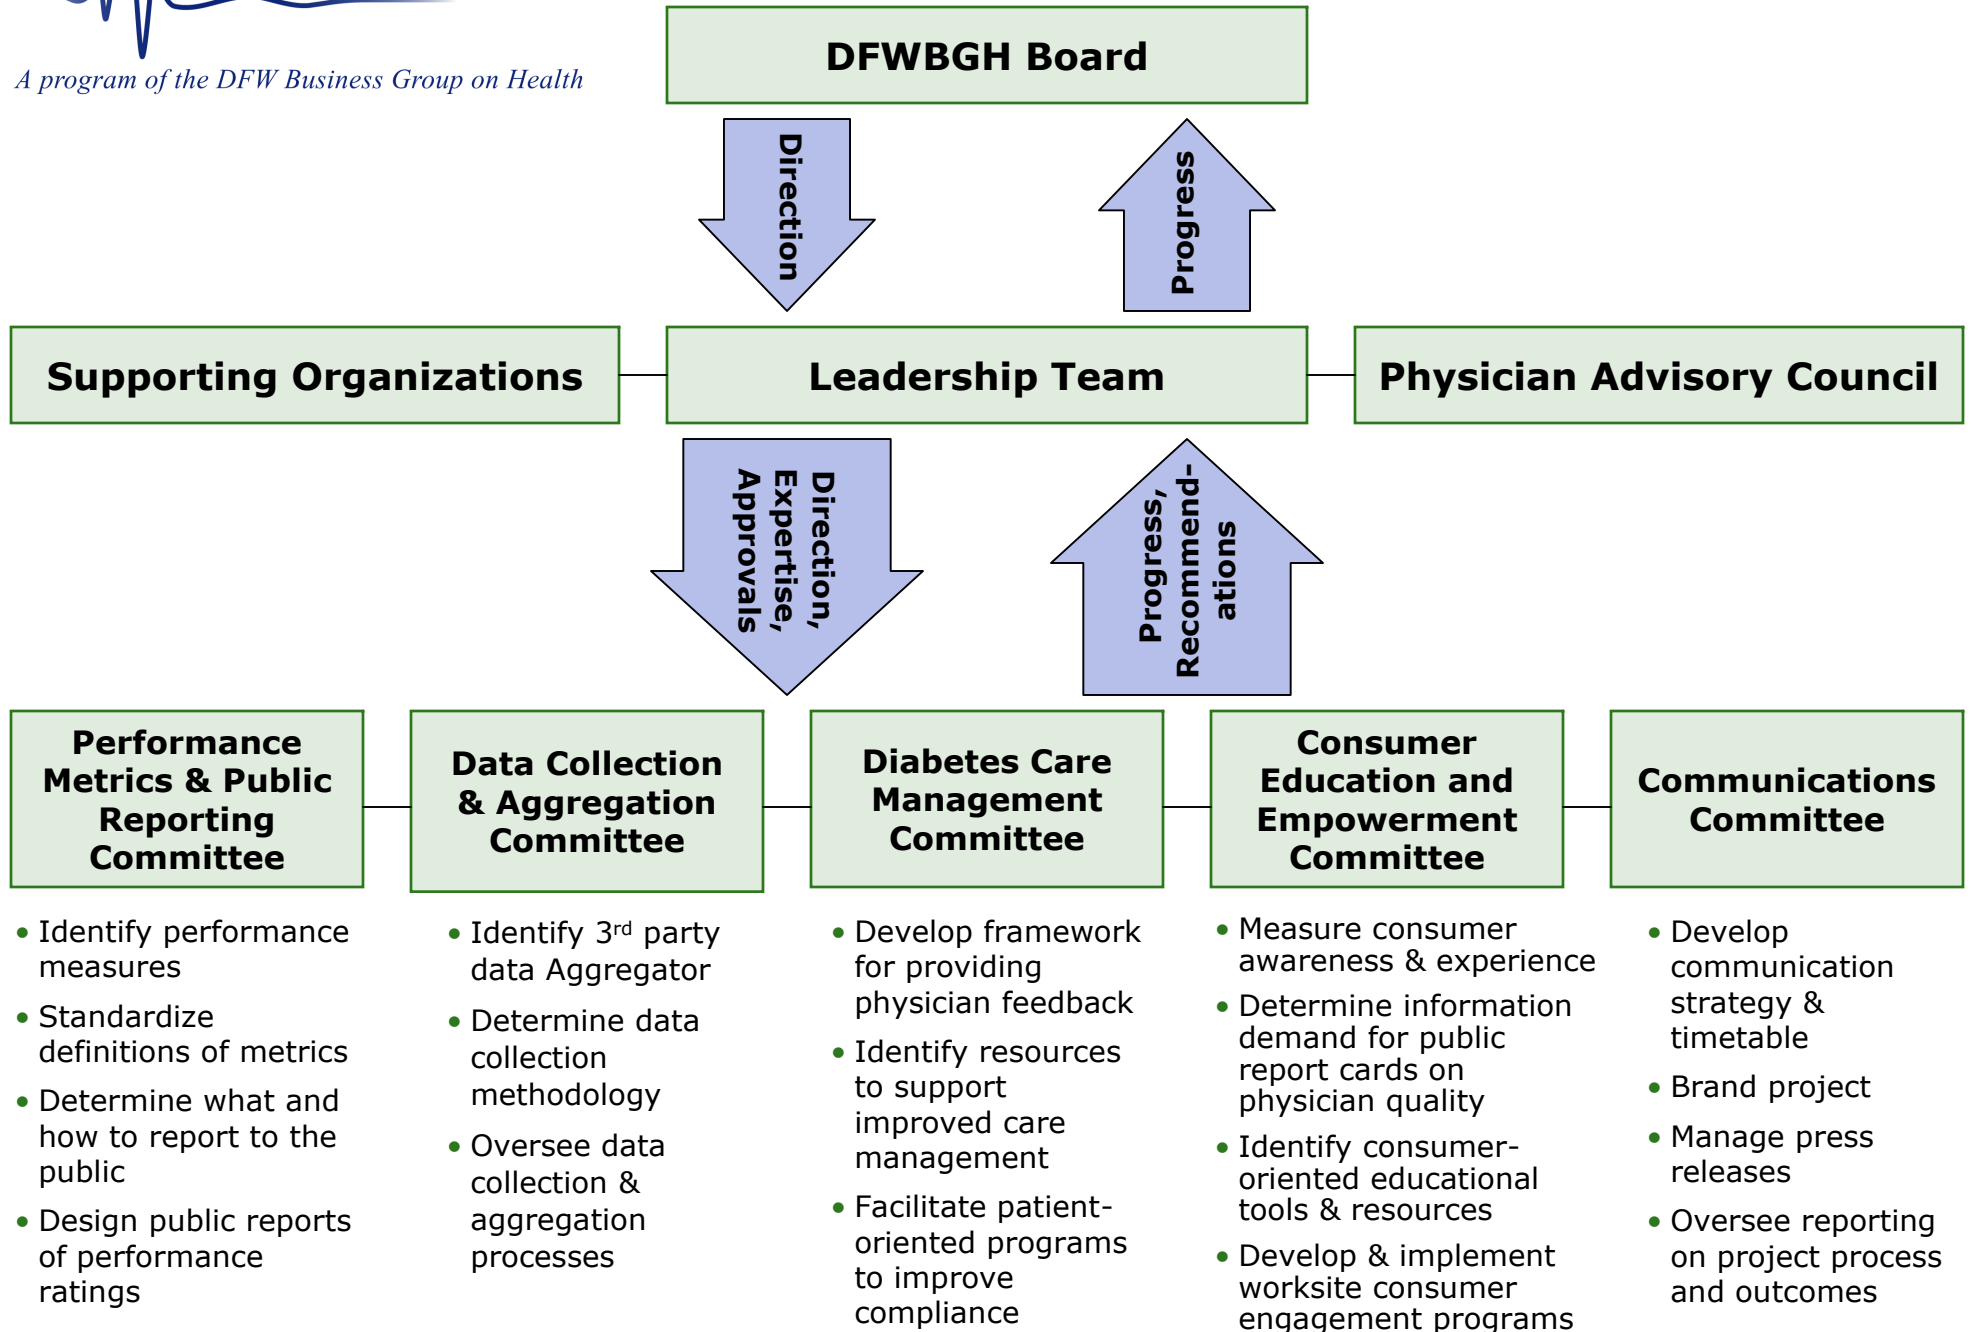 A program of the DFW Business Group on Health
DFWBGH Board
Direction
Progress
Supporting Organizations
Leadership Team
Physician Advisory Council
Direction,
Expertise,
Approvals
Progress,
Recommend-
ations
Performance
Metrics & Public
Reporting
Committee
Data Collection
& Aggregation
Committee
Diabetes Care
Management
Committee
Consumer
Education and
Empowerment
Committee
Communications
Committee
• Identify performance
measures
• Standardize
definitions of metrics
• Determine what and
how to report to the
public
• Design public reports
of performance
ratings
• Identify 3rd party
data Aggregator
• Determine data
collection
methodology
• Oversee data
collection &
aggregation
processes
• Develop framework
for providing
physician feedback
• Identify resources
to support
improved care
management
• Facilitate patient-
oriented programs
to improve
compliance
• Measure consumer
awareness & experience
• Determine information
demand for public
report cards on
physician quality
• Identify consumer-
oriented educational
tools & resources
• Develop & implement
worksite consumer
engagement programs
• Develop
communication
strategy &
timetable
• Brand project
• Manage press
releases
• Oversee reporting
on project process
and outcomes